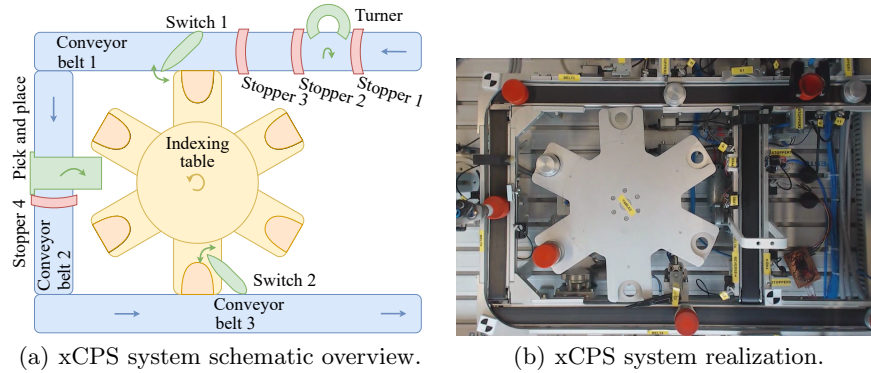 Switch 1
Turner
Conveyor
belt 1
Stopper 3
Stopper 2
Stopper 1
Pick and place
Indexing
table
Stopper 4
Conveyor
belt 2
Switch 2
Conveyor
belt 3
(a) xCPS system schematic overview.
(b) xCPS system realization.